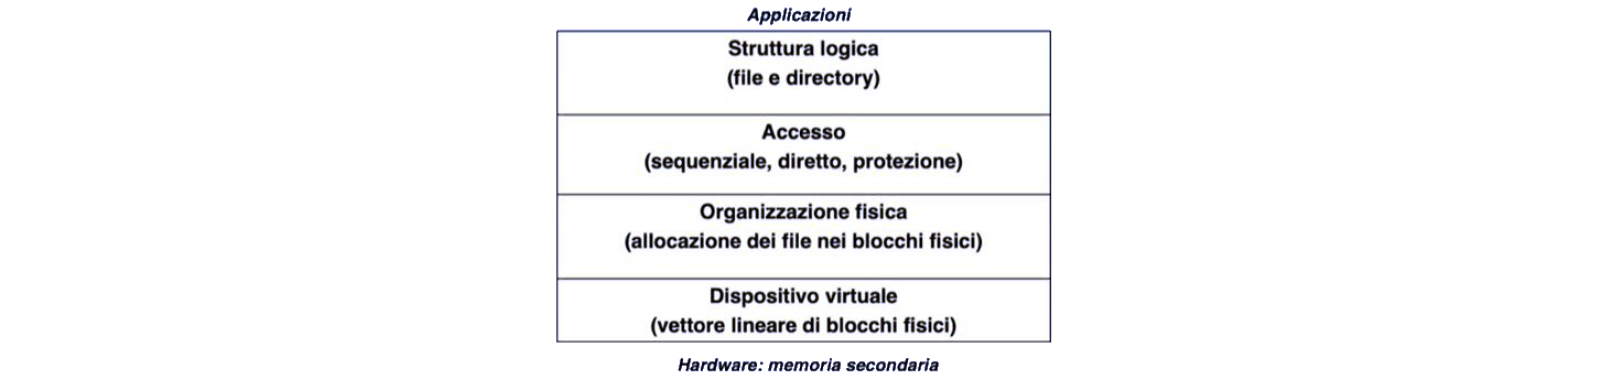 Applicazioni
Struttura logica
(file e directory)
Accesso
(sequenziale, diretto, protezione)
Organizzazione fisica
(allocazione dei file nei blocchi fisici)
Dispositivo virtuale
(vettore lineare di blocchi fisici)
Hardware: memoria secondaria